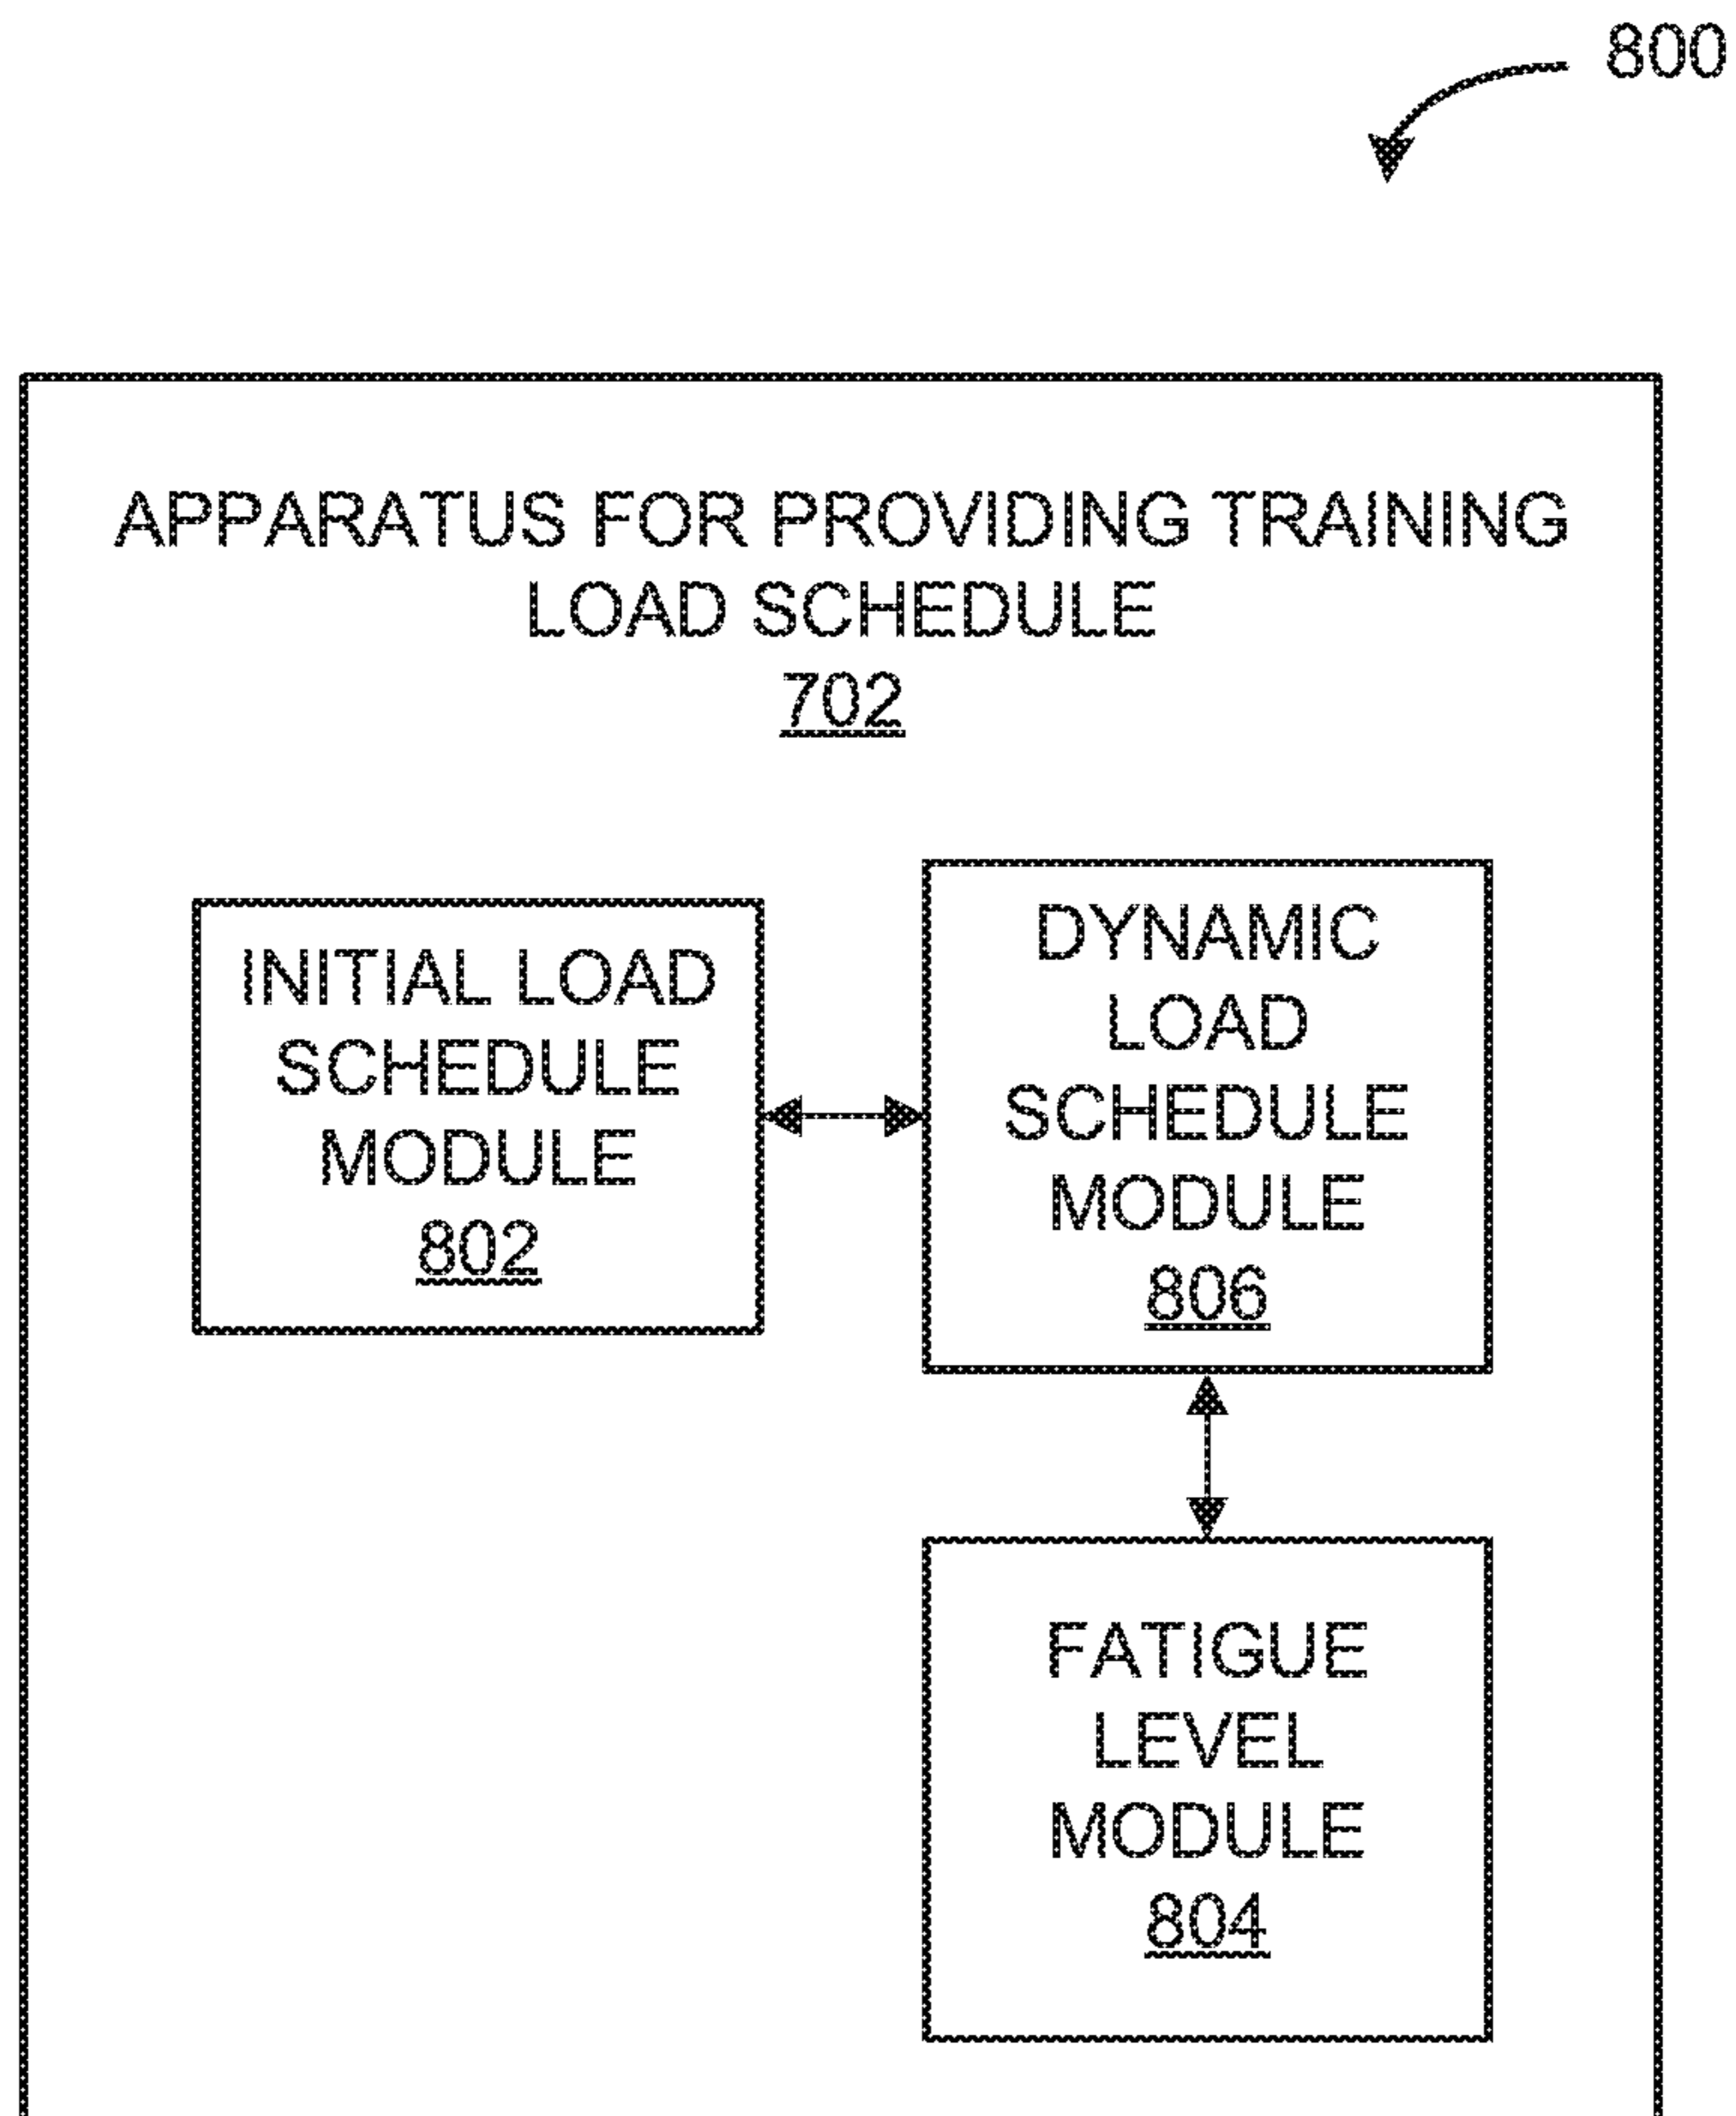 800
APPARATUS FOR PROVIDING TRAINING
LOAD SCHEDULE
702
INITIAL LOAD
SCHEDULE
MODULE
802
DYNAMIC
LOAD
SCHEDULE
MODULE
806
FATIGUE
LEVEL
MODULE
804